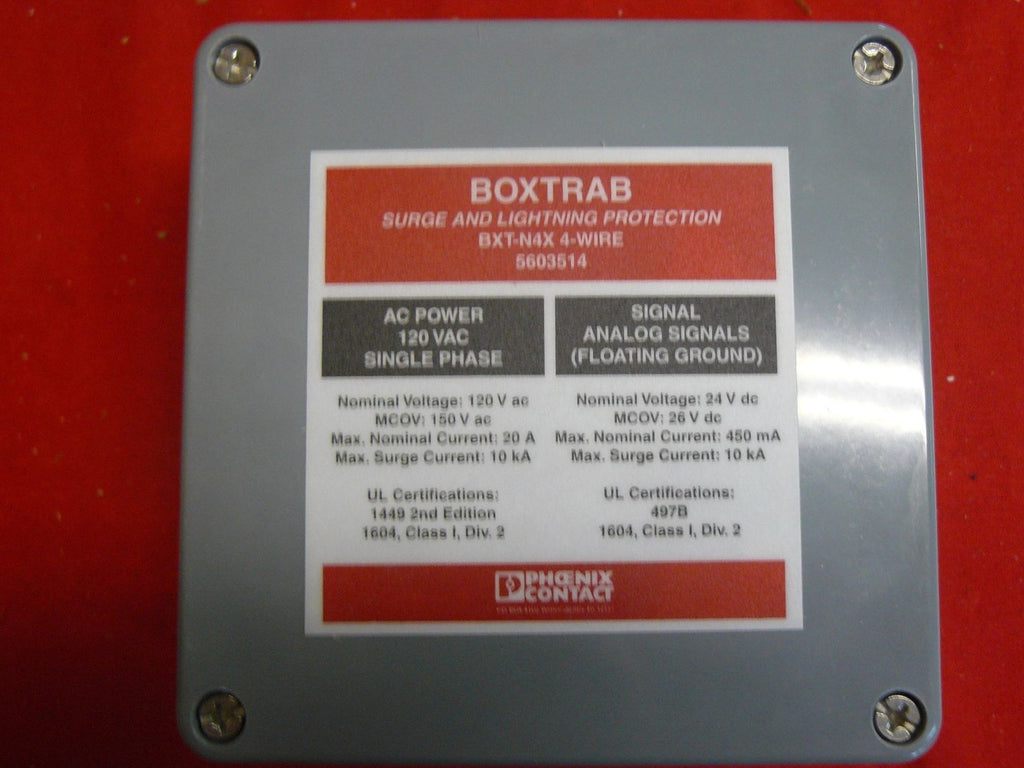 BOXTRAB
SURGE AND LIGHTNING PROTECTION
BXT-N4X 4-WIRE
5603514
AC POWER
120 VAC
SINGLE PHASE
Nominal Voltage: 120 V ac
MCOV: 150 V ac
Max. Nominal Current: 20 A
Max. Surge Current: 10 kA
UL Certifications:
1449 2nd Edition
1604, Class I, Div. 2
SIGNAL
ANALOG SIGNALS
(FLOATING GROUND)
Nominal Voltage: 24 V dc
MCOV: 26 V dc
Max. Nominal Current: 450 mA
Max. Surge Current: 10 kA
UL Certifications:
497B
1604, Class I, Div. 2
PHŒNIX
CONTACT